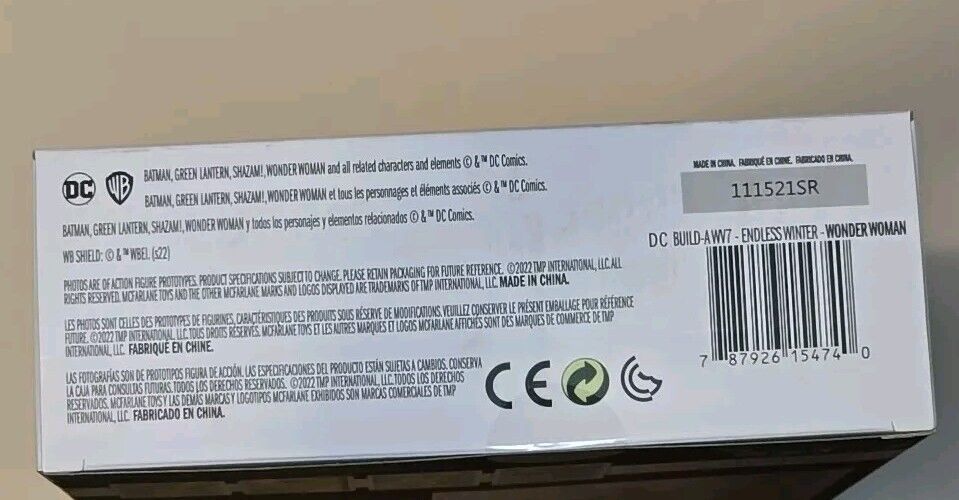 DC WB BATMAN, GREEN LANTERN, SHAZAM!, WONDER WOMAN and all related characters and elements © & ™ DC Comics.
BATMAN, GREEN LANTERN, SHAZAM!, WONDER WOMAN et tous les personnages et éléments associés © & ™ DC Comics.
BATMAN, GREEN LANTERN, SHAZAM!, WONDER WOMAN y todos los personajes y elementos relacionados © & ™ DC Comics.
WB SHIELD: © & ™ WBEI. (s22)
PHOTOS ARE OF ACTION FIGURE PROTOTYPES. PRODUCT SPECIFICATIONS SUBJECT TO CHANGE. PLEASE RETAIN PACKAGING FOR FUTURE REFERENCE. ©2022 TMP INTERNATIONAL, LLC. ALL
RIGHTS RESERVED. MCFARLANE TOYS AND THE OTHER MCFARLANE MARKS AND LOGOS DISPLAYED ARE TRADEMARKS OF TMP INTERNATIONAL, LLC. MADE IN CHINA.
LES PHOTOS SONT CELLES DES PROTOTYPES DE FIGURINES, CARACTÉRISTIQUES DES PRODUITS SOUS RÉSERVE DE MODIFICATIONS. VEUILLEZ CONSERVER LE PRÉSENT EMBALLAGE POUR RÉFÉRENCE
FUTURE. ©2022 TMP INTERNATIONAL, LLC. TOUS DROITS RÉSERVÉS. MCFARLANE TOYS ET LES AUTRES MARQUES ET LOGOS MCFARLANE AFFICHÉS SONT DES MARQUES DE COMMERCE DE TMP
INTERNATIONAL, LLC. FABRIQUÉ EN CHINE.
LAS FOTOGRAFÍAS SON DE PROTOTIPOS FIGURA DE ACCIÓN. LAS ESPECIFICACIONES DEL PRODUCTO ESTÁN SUJETAS A CAMBIOS. CONSERVA
LA CAJA PARA CONSULTAS FUTURAS. TODOS LOS DERECHOS RESERVADOS. ©2022 TMP INTERNATIONAL, LLC. TODOS LOS DERECHOS
RESERVADOS. MCFARLANE TOYS Y LAS DEMÁS MARCAS Y LOGOTIPOS MCFARLANE EXHIBIDOS SON MARCAS COMERCIALES DE TMP
INTERNATIONAL, LLC. FABRICADO EN CHINA.
CE
MADE IN CHINA. FABRIQUÉ EN CHINE. FABRICADO EN CHINA.
111521SR
DC BUILD-A WV7 - ENDLESS WINTER - WONDER WOMAN
7 87926 15474 0